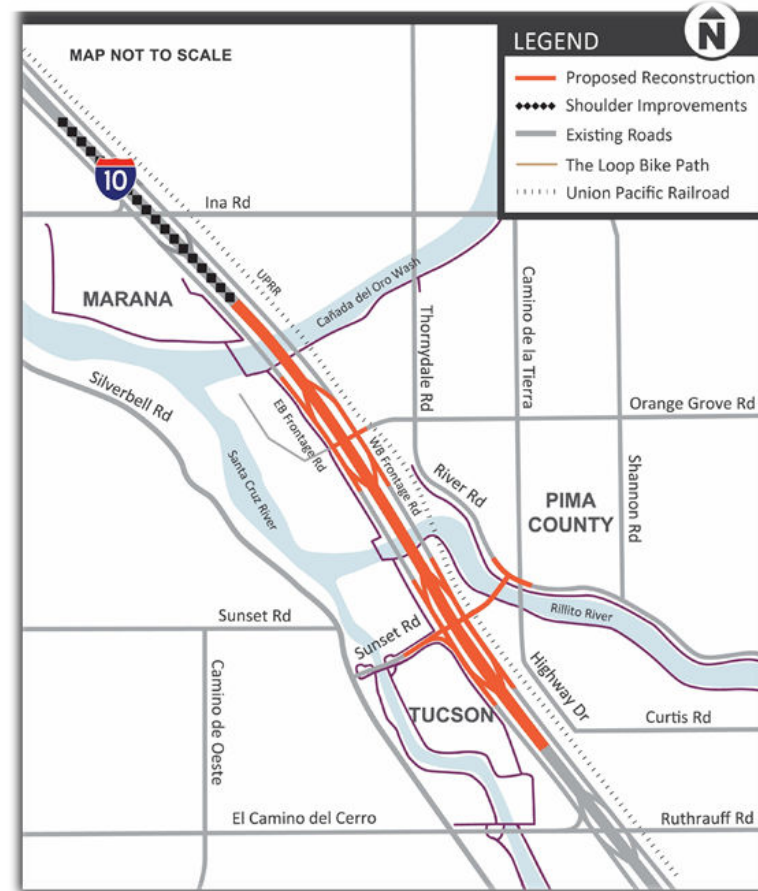 MAP NOT TO SCALE
LEGEND
N
Proposed Reconstruction
Shoulder Improvements
Existing Roads
The Loop Bike Path
Union Pacific Railroad
10
Ina Rd
UPRR
MARANA
Cañada del Oro Wash
Thornydale Rd
Camino de la Tierra
Silverbell Rd
EB Frontage Rd
WB Frontage Rd
Orange Grove Rd
Shannon Rd
River Rd
Santa Cruz River
PIMA
COUNTY
Rillito River
Sunset Rd
Sunset Rd
Camino de Oeste
Highway Dr
TUCSON
Curtis Rd
El Camino del Cerro
Ruthrauff Rd